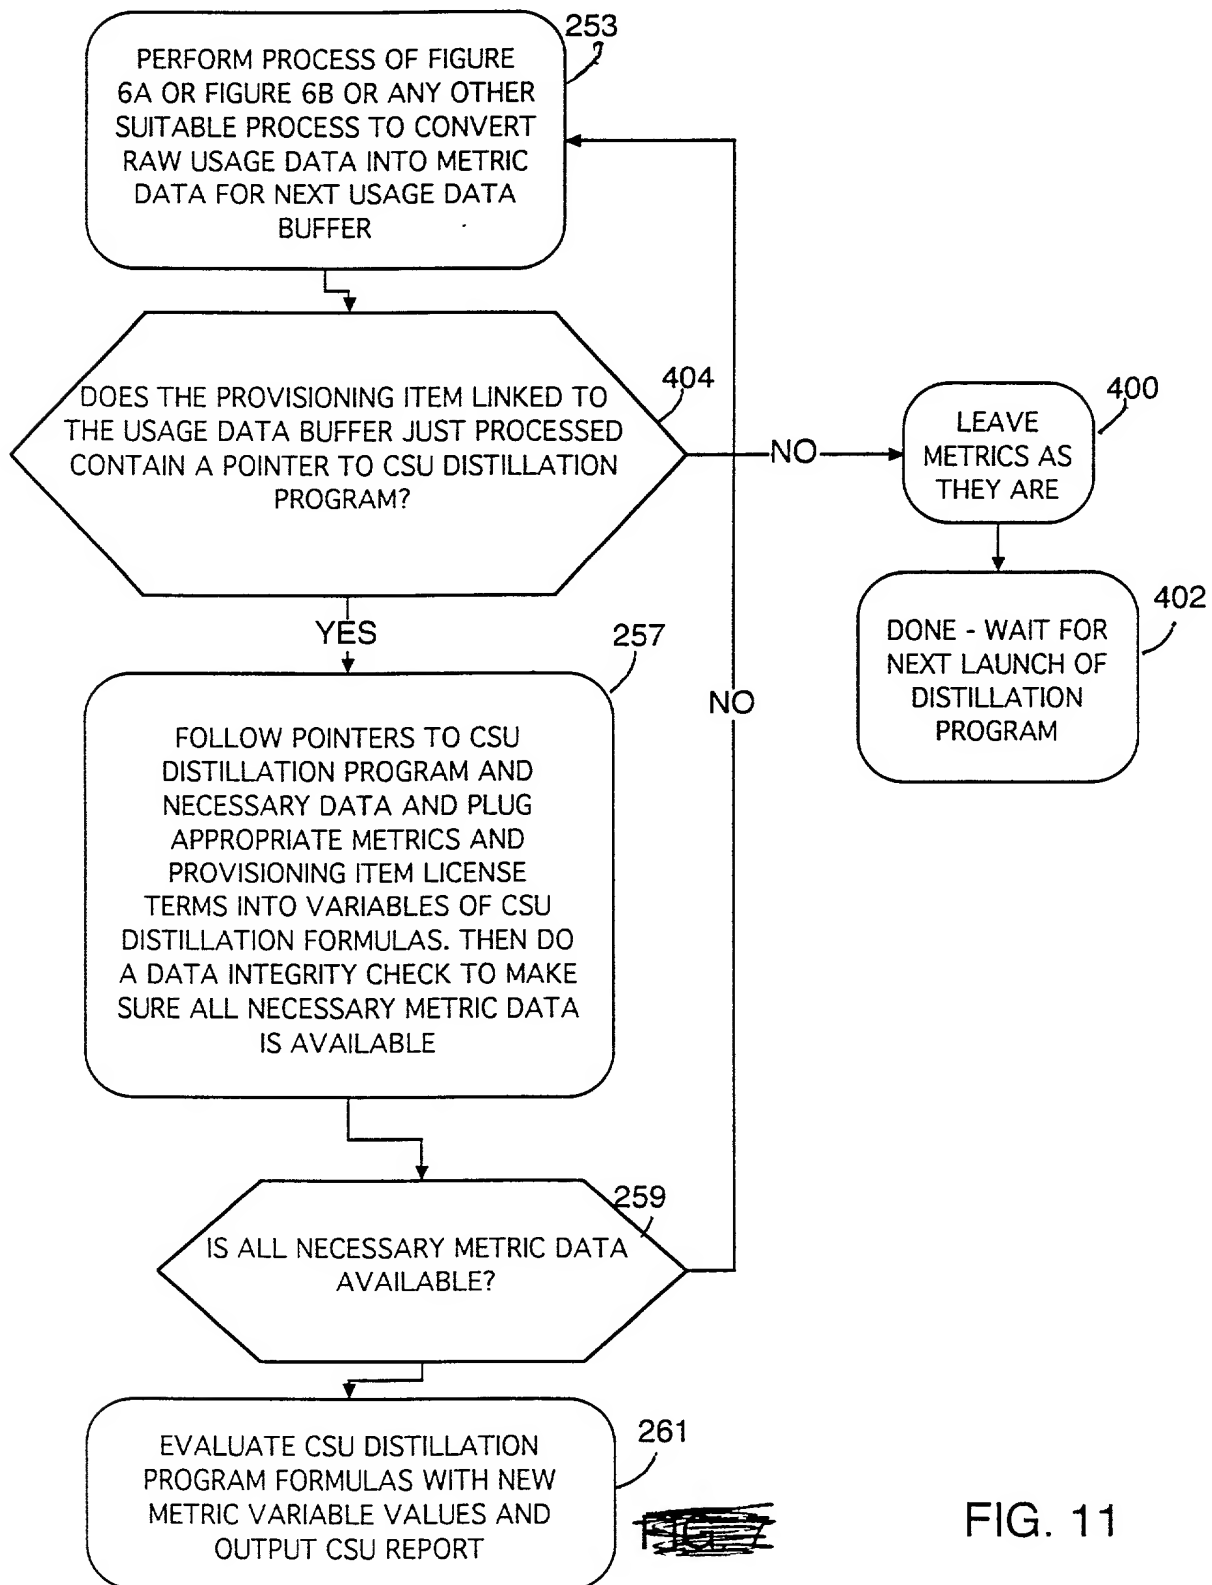 253
PERFORM PROCESS OF FIGURE
6A OR FIGURE 6B OR ANY OTHER
SUITABLE PROCESS TO CONVERT
RAW USAGE DATA INTO METRIC
DATA FOR NEXT USAGE DATA
BUFFER
404
DOES THE PROVISIONING ITEM LINKED TO
THE USAGE DATA BUFFER JUST PROCESSED
CONTAIN A POINTER TO CSU DISTILLATION
PROGRAM?
NO
400
LEAVE
METRICS AS
THEY ARE
402
DONE - WAIT FOR
NEXT LAUNCH OF
DISTILLATION
PROGRAM
YES
257
FOLLOW POINTERS TO CSU
DISTILLATION PROGRAM AND
NECESSARY DATA AND PLUG
APPROPRIATE METRICS AND
PROVISIONING ITEM LICENSE
TERMS INTO VARIABLES OF CSU
DISTILLATION FORMULAS. THEN DO
A DATA INTEGRITY CHECK TO MAKE
SURE ALL NECESSARY METRIC DATA
IS AVAILABLE
NO
259
IS ALL NECESSARY METRIC DATA
AVAILABLE?
261
EVALUATE CSU DISTILLATION
PROGRAM FORMULAS WITH NEW
METRIC VARIABLE VALUES AND
OUTPUT CSU REPORT
FIG. 11